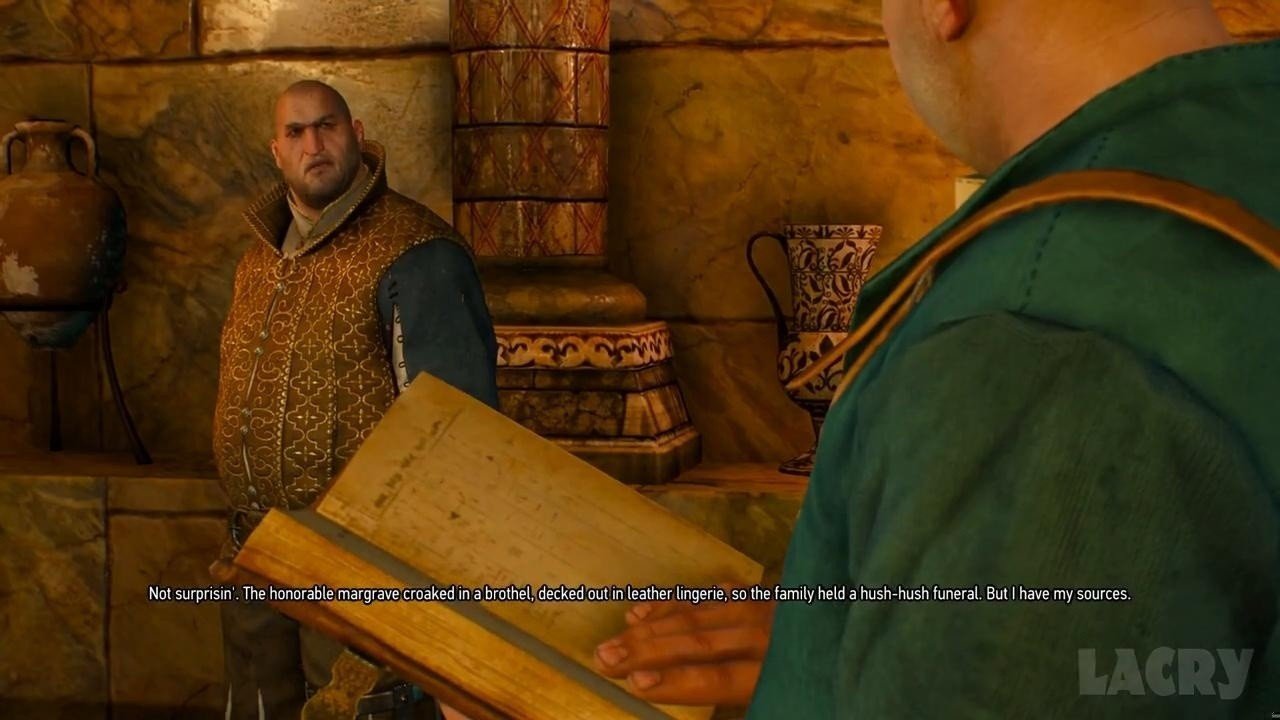 Not surprisin'. The honorable margrave croaked in a brothel, decked out in leather lingerie, so the family held a hush-hush funeral. But I have my sources.
LACRY